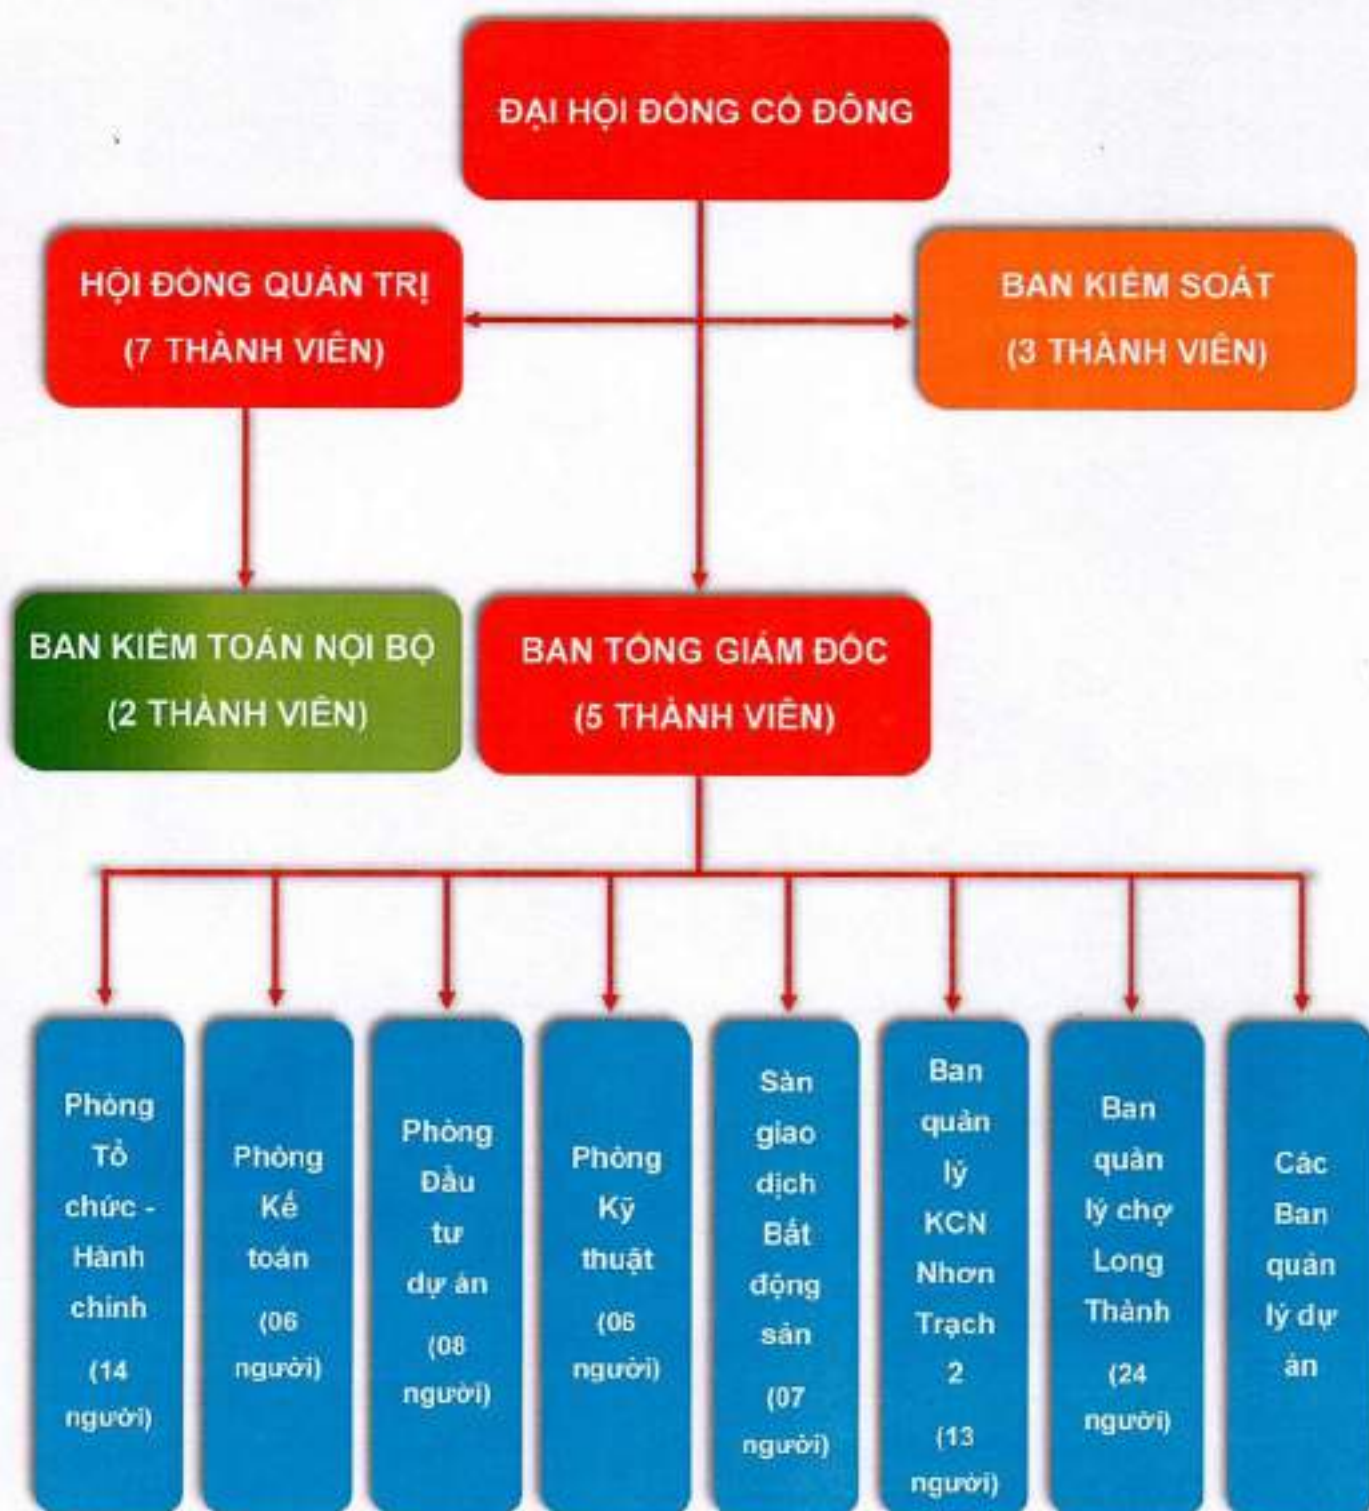 ĐẠI HỘI ĐỒNG CỔ ĐÔNG
HỘI ĐỒNG QUẢN TRỊ
(7 THÀNH VIÊN)
BAN KIỂM SOÁT
(3 THÀNH VIÊN)
BAN KIỂM TOÁN NỘI BỘ
(2 THÀNH VIÊN)
BAN TỔNG GIÁM ĐỐC
(5 THÀNH VIÊN)
Phòng
Tổ
chức -
Hành
chính
(14
người)
Phòng
Kế
toán
(06
người)
Phòng
Đầu
tư
dự án
(08
người)
Phòng
Kỹ
thuật
(06
người)
Sàn
giao
dịch
Bất
động
sản
(07
người)
Ban
quản
lý
KCN
Nhơn
Trạch
2
(13
người)
Ban
quản
lý chợ
Long
Thành
(24
người)
Các
Ban
quản
lý dự
án